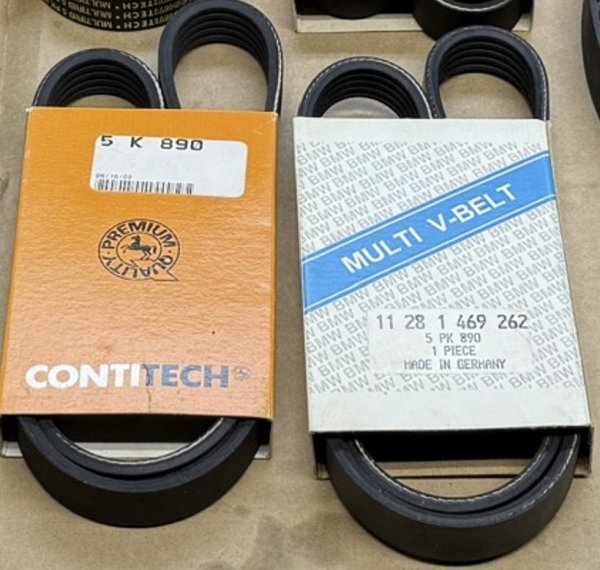 5 K 890
05/10/03
PREMIUM
QUALITY
CONTITECH
MULTI V-BELT
BMW
11 28 1 469 262
5 PK 890
1 PIECE
MADE IN GERMANY